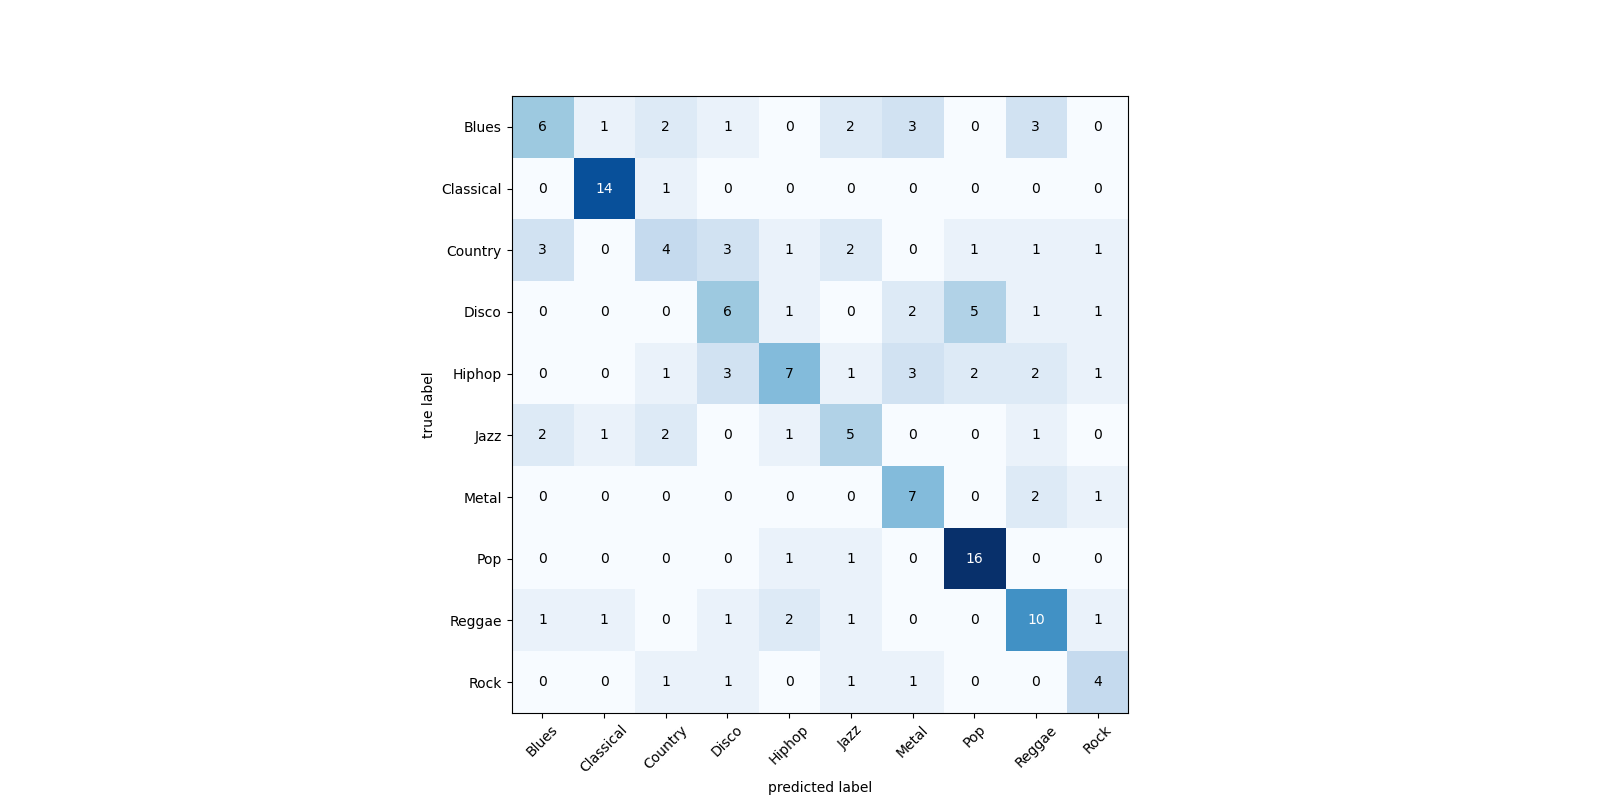 Blues 6 1 2 1 0 2 3 0 3 0
Classical 0 14 1 0 0 0 0 0 0 0
Country 3 0 4 3 1 2 0 1 1 1
Disco 0 0 0 6 1 0 2 5 1 1
Hiphop 0 0 1 3 7 1 3 2 2 1
Jazz 2 1 2 0 1 5 0 0 1 0
Metal 0 0 0 0 0 0 7 0 2 1
Pop 0 0 0 0 1 1 0 16 0 0
Reggae 1 1 0 1 2 1 0 0 10 1
Rock 0 0 1 1 0 1 1 0 0 4
true label
Blues Classical Country Disco Hiphop Jazz Metal Pop Reggae Rock
predicted label